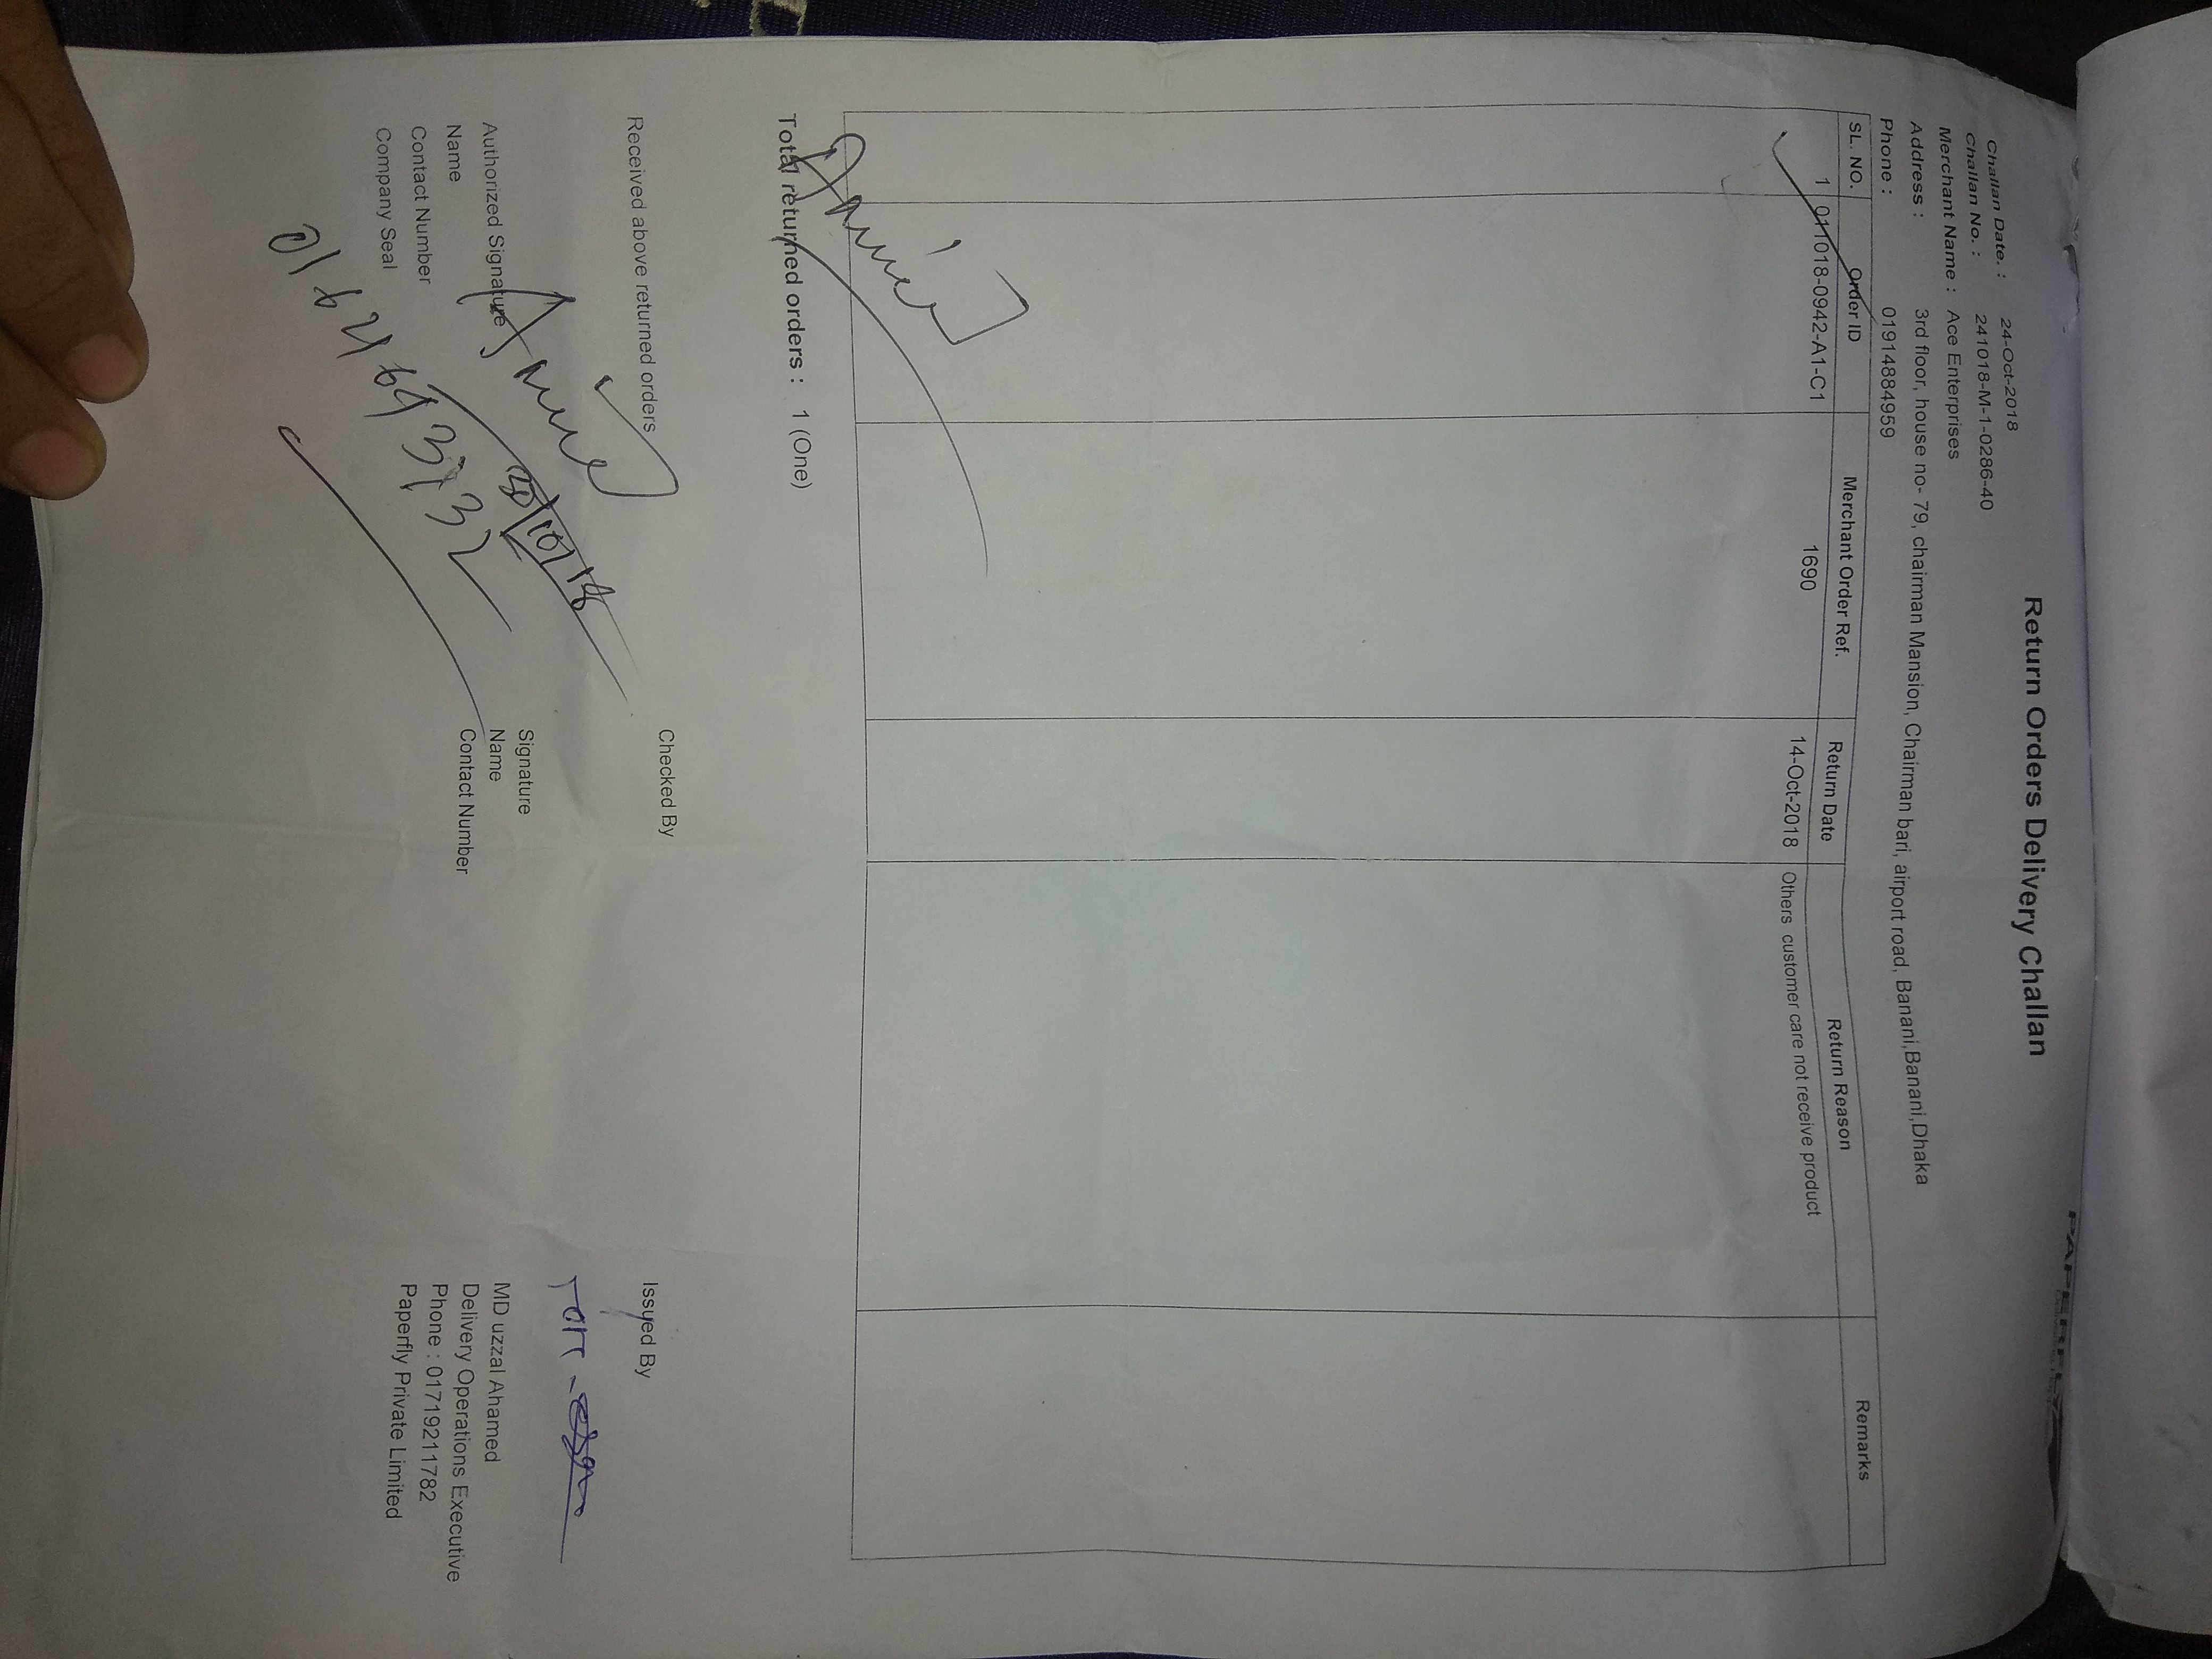 PAPERFLY
Return Orders Delivery Challan
Challan Date. : 24-Oct-2018
Challan No. : 241018-M-1-0286-40
Merchant Name : Ace Enterprises
Address : 3rd floor, house no- 79, chairman Mansion, Chairman bari, airport road, Banani,Banani,Dhaka
Phone : 01914884959
SL. NO. Order ID Merchant Order Ref. Return Date Return Reason Remarks
1 011018-0942-A1-C1 1690 14-Oct-2018 Others customer care not receive product
Total returned orders : 1 (One)
Received above returned orders
Checked By
Issued By
30/10/18
Authorized Signature
Name
Contact Number
Company Seal
Signature
Name
Contact Number
MD uzzal Ahamed
Delivery Operations Executive
Phone : 01719211782
Paperfly Private Limited